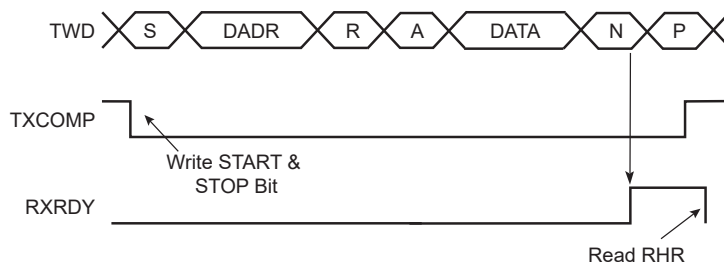 TWD S DADR R A DATA N P
TXCOMP
Write START &
STOP Bit
RXRDY
Read RHR